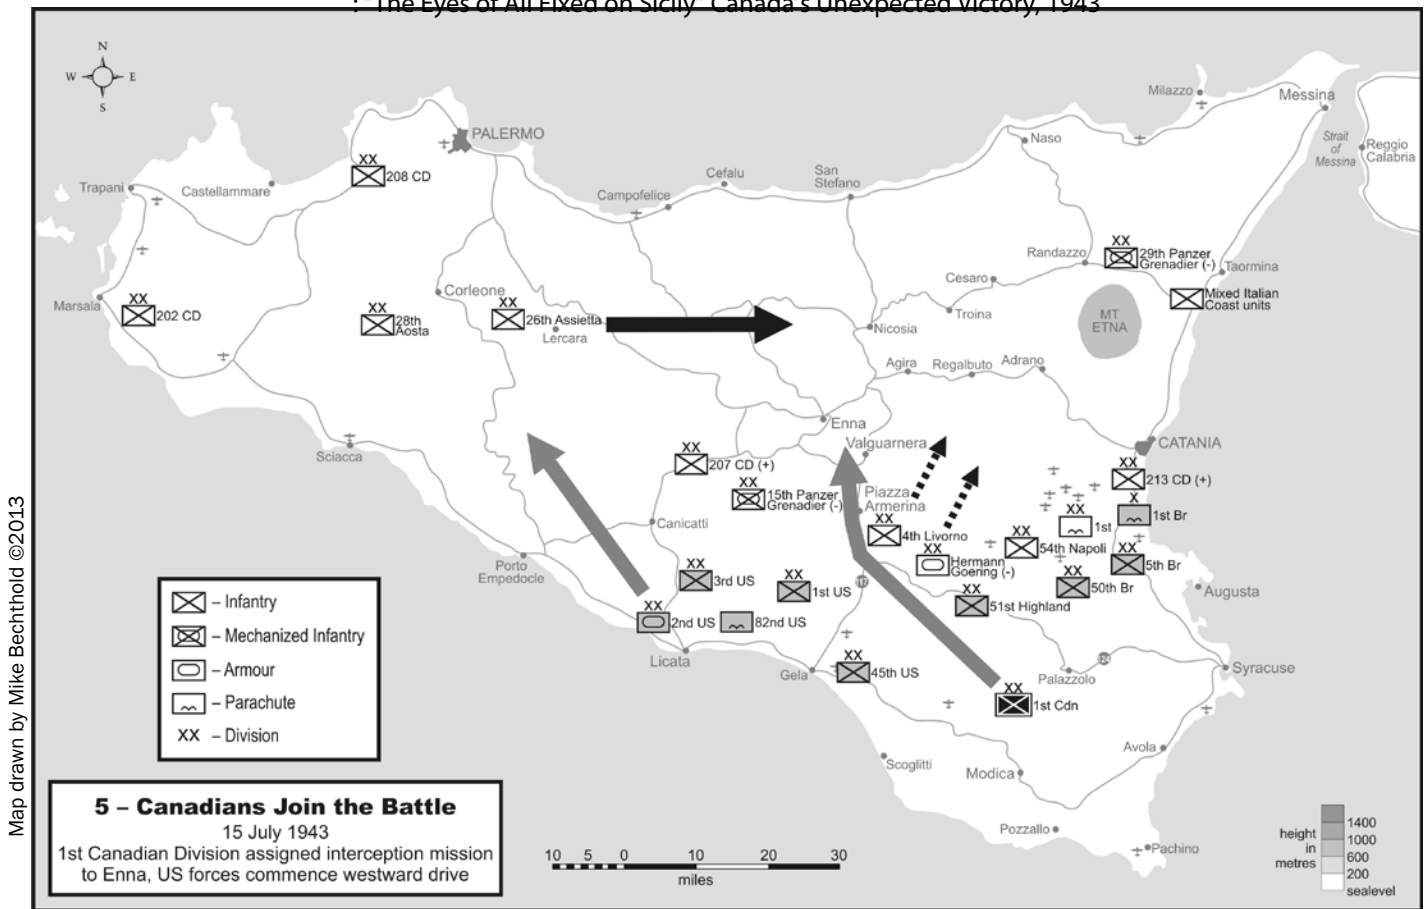 : "The Eyes of All Fixed on Sicily" Canada's Unexpected Victory, 1943
N
W E
S
Milazzo
Messina
Strait
of
Messina
Reggio
Calabria
PALERMO
Naso
XX
208 CD
Trapani
Castellammare
Cefalu
San
Stefano
Campofelice
XX
29th Panzer
Grenadier (-)
Randazzo
Taormina
Cesaro
Mixed Italian
Coast units
Corleone
Marsala
XX
202 CD
XX
28th
Aosta
XX
26th Assietta
Lercara
Troina
Nicosia
MT
ETNA
Agira
Regalbuto
Adrano
Enna
Valguarnera
CATANIA
Sciacca
XX
207 CD (+)
XX
213 CD (+)
XX
15th Panzer
Grenadier (-)
Piazza
Armerina
X
1st Br
XX
1st
Canicatti
XX
4th Livorno
XX
54th Napoli
XX
Hermann
Goering (-)
XX
5th Br
Porto
Empedocle
XX
3rd US
XX
1st US
117
XX
50th Br
Augusta
XX
51st Highland
XX
2nd US
82nd US
Licata
Gela
XX
45th US
Palazzolo
124
Syracuse
XX
1st Cdn
Avola
Scoglitti
Modica
Pozzallo
Pachino
– Infantry
– Mechanized Infantry
– Armour
– Parachute
XX – Division
5 – Canadians Join the Battle
15 July 1943
1st Canadian Division assigned interception mission
to Enna, US forces commence westward drive
10 5 0 10 20 30
miles
height
in
metres
1400
1000
600
200
sealevel
Map drawn by Mike Bechthold ©2013